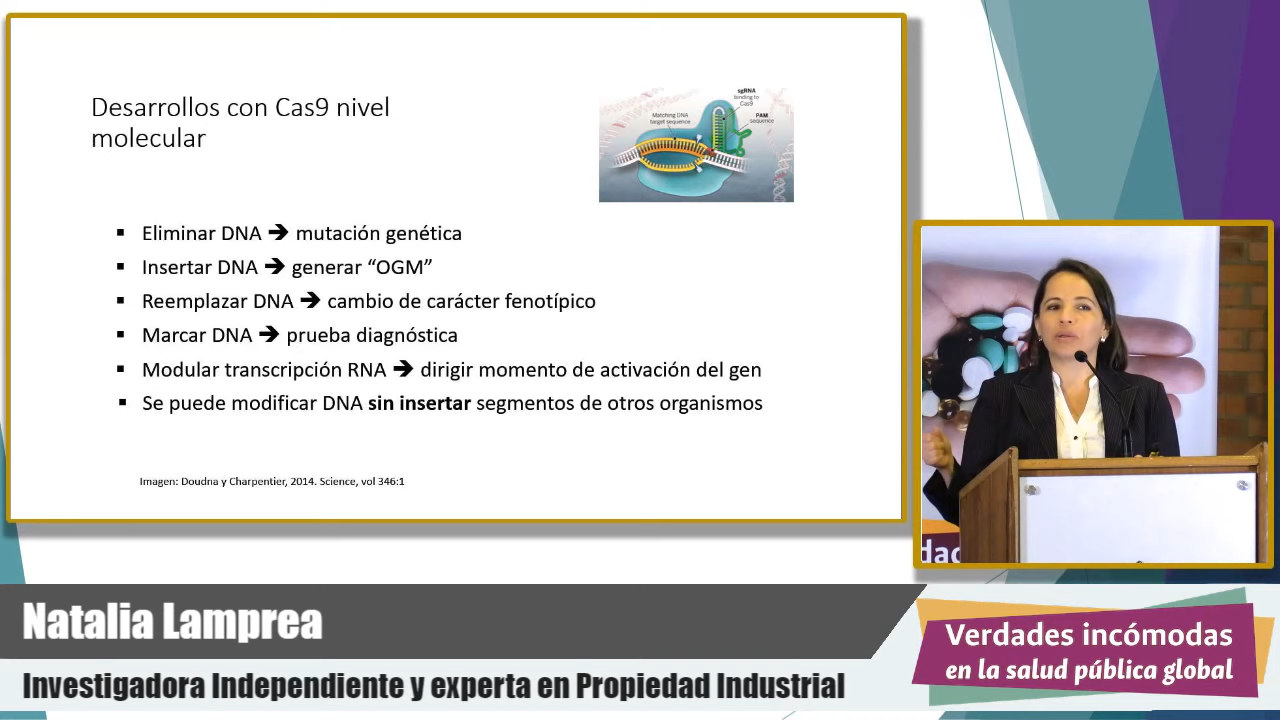 Desarrollos con Cas9 nivel
molecular
sgRNA
binding to
Cas9
Matching DNA
target sequence
PAM
sequence
▪ Eliminar DNA 🡺 mutación genética
▪ Insertar DNA 🡺 generar “OGM”
▪ Reemplazar DNA 🡺 cambio de carácter fenotípico
▪ Marcar DNA 🡺 prueba diagnóstica
▪ Modular transcripción RNA 🡺 dirigir momento de activación del gen
▪ Se puede modificar DNA sin insertar segmentos de otros organismos
Imagen: Doudna y Charpentier, 2014. Science, vol 346:1
dad
Natalia Lamprea
Investigadora Independiente y experta en Propiedad Industrial
Verdades incómodas
en la salud pública global